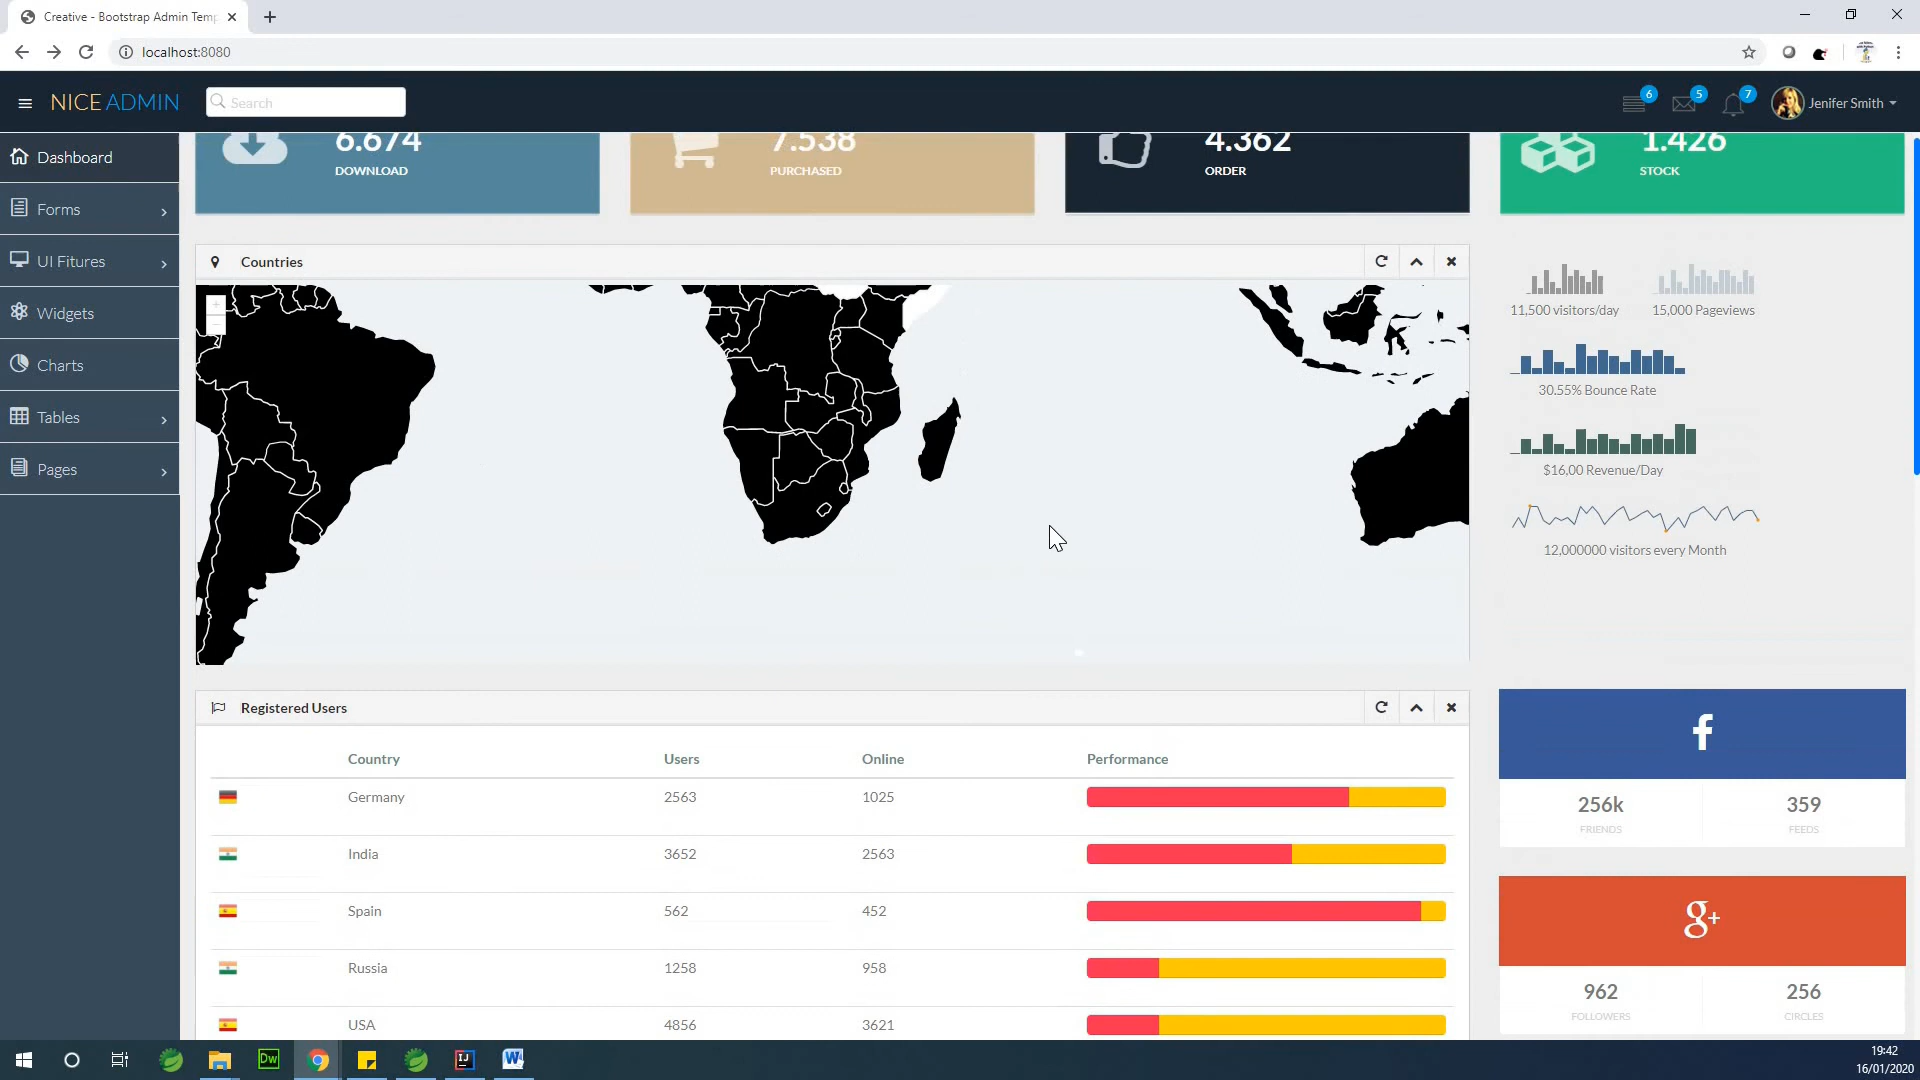 Creative - Bootstrap Admin Temp
localhost:8080
NICE ADMIN
Search
6
5
7
Jenifer Smith
Dashboard
Forms
UI Fitures
Widgets
Charts
Tables
Pages
6.674
DOWNLOAD
7.538
PURCHASED
4.362
ORDER
1.426
STOCK
Countries
+
−
11,500 visitors/day
15,000 Pageviews
30.55% Bounce Rate
$16,00 Revenue/Day
12,000000 visitors every Month
Registered Users
Country Users Online Performance
Germany 2563 1025
India 3652 2563
Spain 562 452
Russia 1258 958
USA 4856 3621
f
256k
FRIENDS
359
FEEDS
g+
962
FOLLOWERS
256
CIRCLES
Dw
IJ
W
19:42
16/01/2020